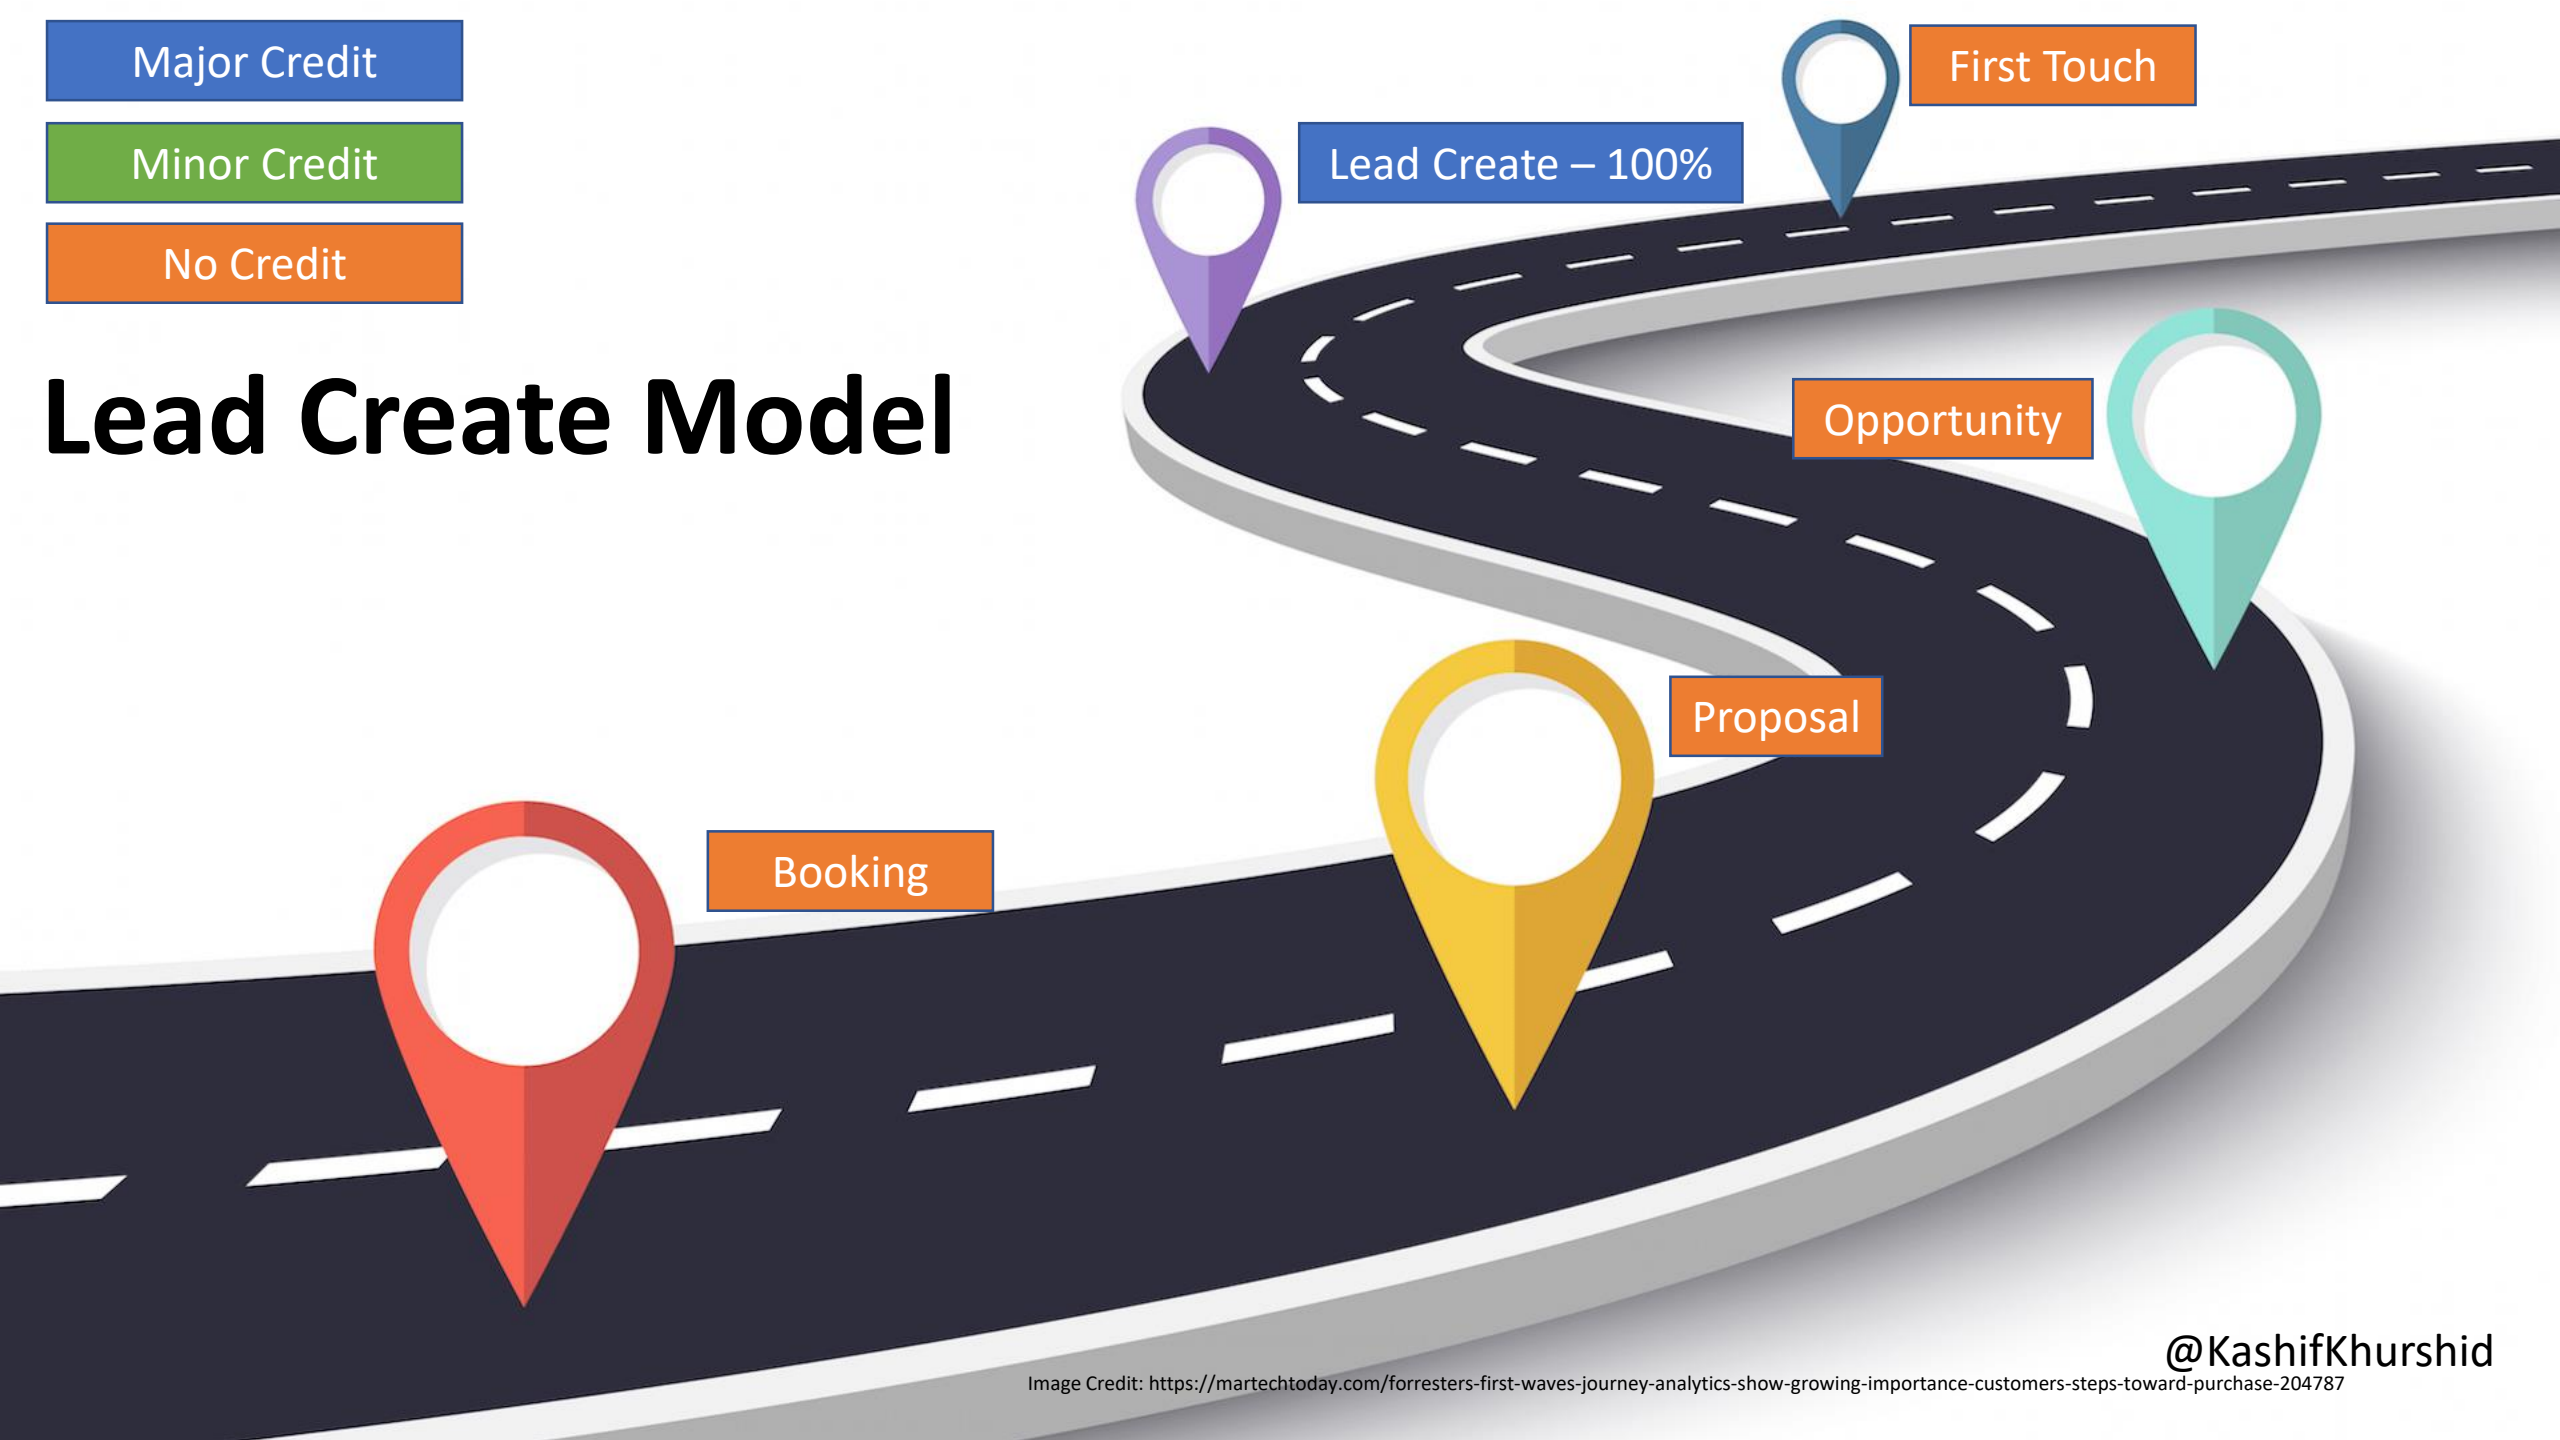 Major Credit
Minor Credit
No Credit
First Touch
Lead Create – 100%
Lead Create Model
Opportunity
Proposal
Booking
@KashifKhurshid
Image Credit: https://martechtoday.com/forresters-first-waves-journey-analytics-show-growing-importance-customers-steps-toward-purchase-204787